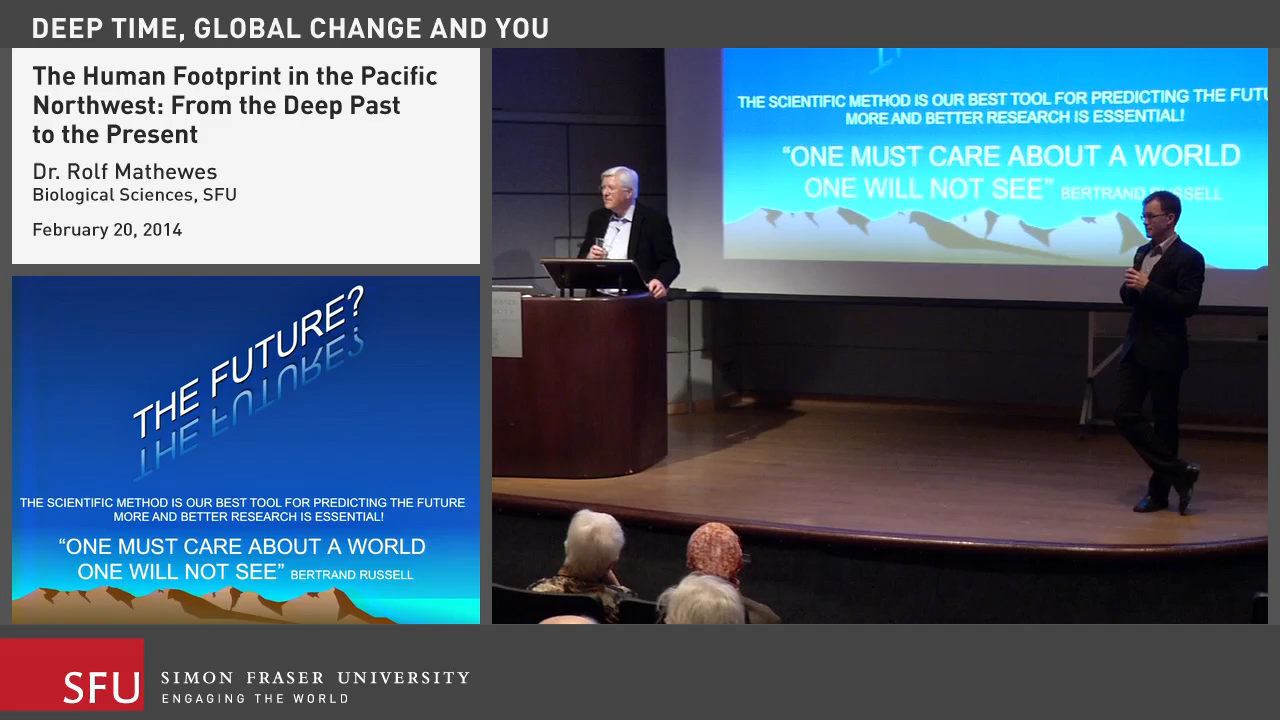 DEEP TIME, GLOBAL CHANGE AND YOU
The Human Footprint in the Pacific
Northwest: From the Deep Past
to the Present
Dr. Rolf Mathewes
Biological Sciences, SFU
February 20, 2014
THE FUTURE?
THE SCIENTIFIC METHOD IS OUR BEST TOOL FOR PREDICTING THE FUTURE
MORE AND BETTER RESEARCH IS ESSENTIAL!
“ONE MUST CARE ABOUT A WORLD
ONE WILL NOT SEE” BERTRAND RUSSELL
THE SCIENTIFIC METHOD IS OUR BEST TOOL FOR PREDICTING THE FUTU
MORE AND BETTER RESEARCH IS ESSENTIAL!
“ONE MUST CARE ABOUT A WORLD
ONE WILL NOT SEE” BERTRAND RUSSELL
SFU
SIMON FRASER UNIVERSITY
ENGAGING THE WORLD